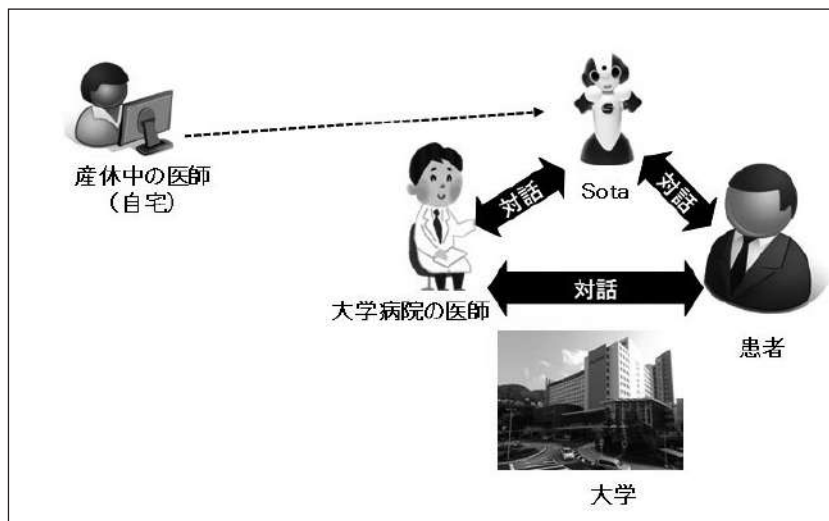 産休中の医師
（自宅）
Sota
対話
対話
対話
大学病院の医師
患者
大学